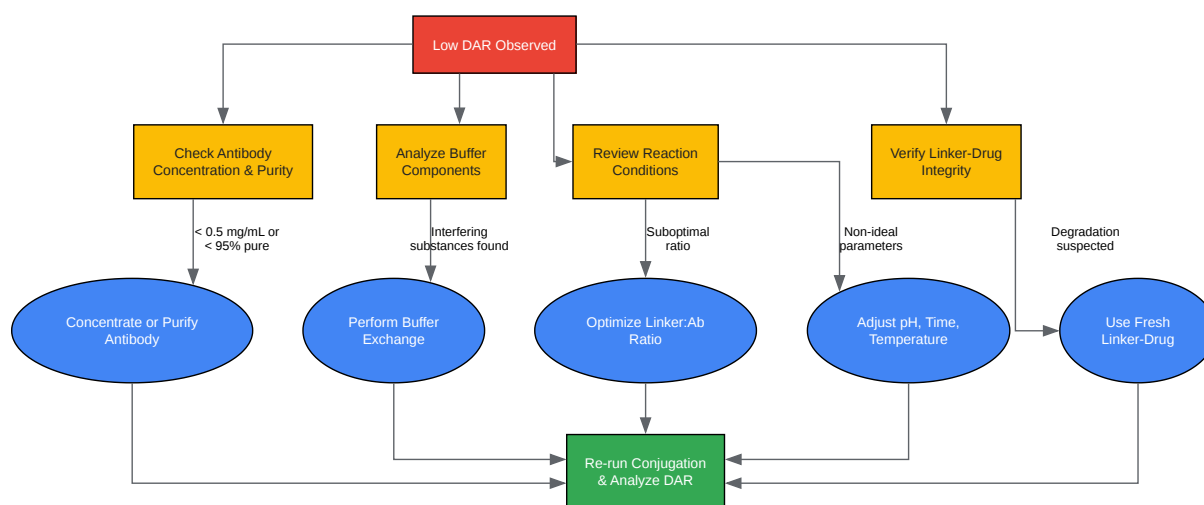 Low DAR Observed
Check Antibody
Concentration & Purity
Analyze Buffer
Components
Review Reaction
Conditions
Verify Linker-Drug
Integrity
< 0.5 mg/mL or
< 95% pure
Interfering
substances found
Suboptimal
ratio
Non-ideal
parameters
Degradation
suspected
Concentrate or Purify
Antibody
Perform Buffer
Exchange
Optimize Linker:Ab
Ratio
Adjust pH, Time,
Temperature
Use Fresh
Linker-Drug
Re-run Conjugation
& Analyze DAR